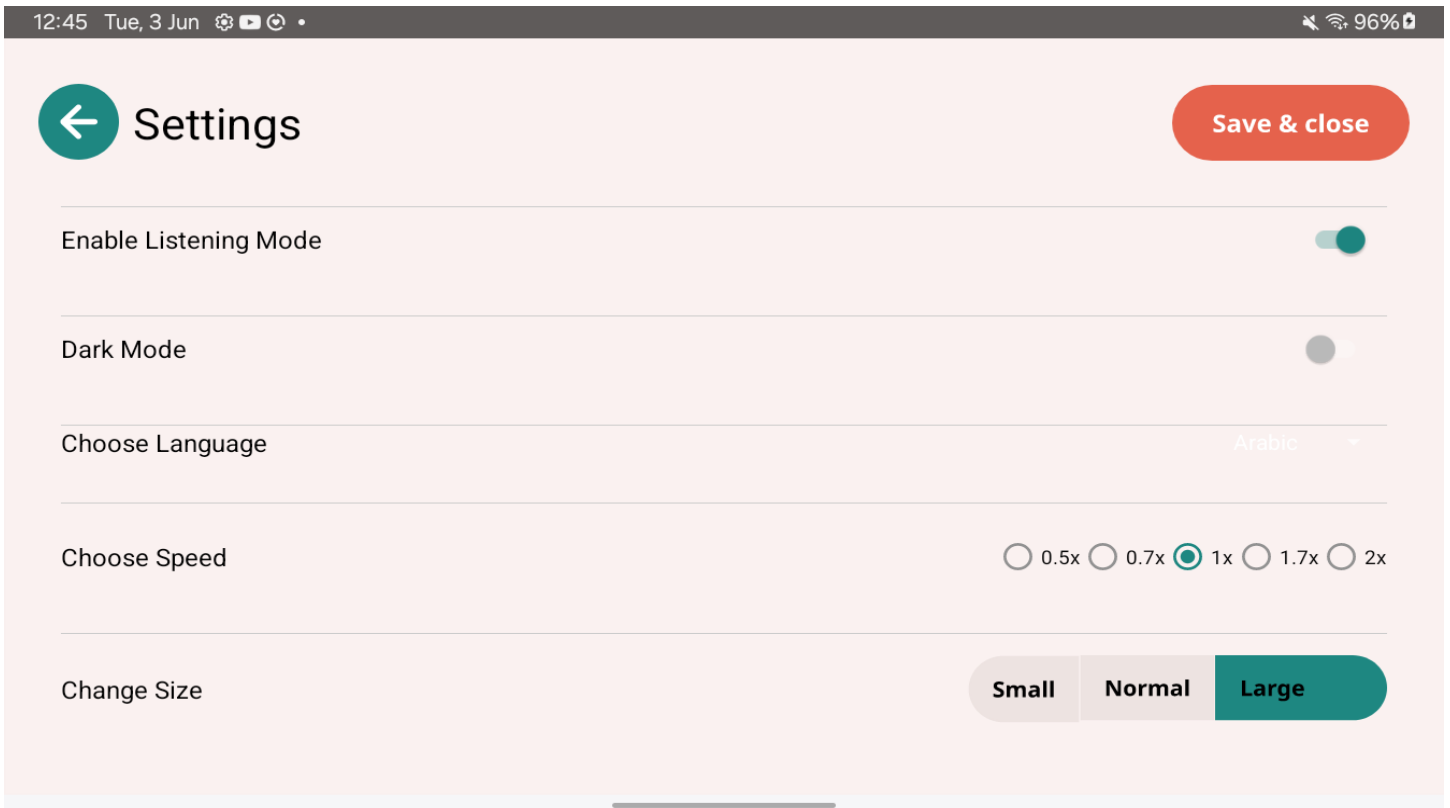 12:45 Tue, 3 Jun 96%
Settings
Save & close
Enable Listening Mode
Dark Mode
Choose Language Arabic
Choose Speed 0.5x 0.7x 1x 1.7x 2x
Change Size Small Normal Large